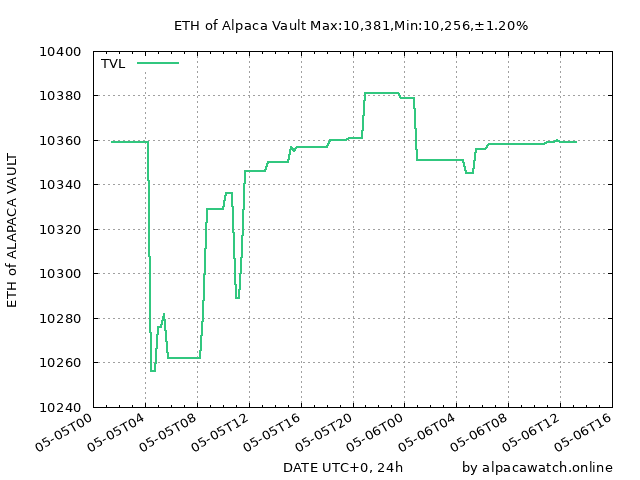 ETH of Alpaca Vault Max:10,381,Min:10,256,±1.20%
TVL
ETH of ALAPACA VAULT
10400
10380
10360
10340
10320
10300
10280
10260
10240
05-05T00
05-05T04
05-05T08
05-05T12
05-05T16
05-05T20
05-06T00
05-06T04
05-06T08
05-06T12
05-06T16
DATE UTC+0, 24h
by alpacawatch.online